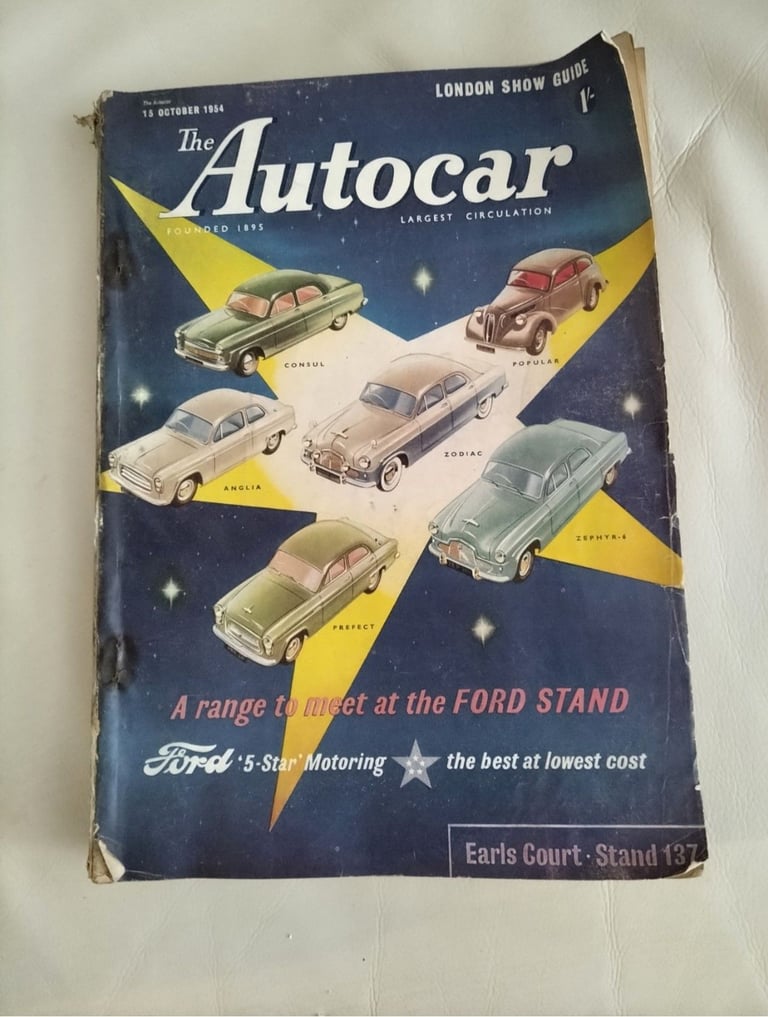 The Autocar
15 OCTOBER 1954
LONDON SHOW GUIDE
1/-
The Autocar
LARGEST CIRCULATION
FOUNDED 1895
CONSUL
POPULAR
ZODIAC
ANGLIA
ZEPHYR-6
PREFECT
A range to meet at the FORD STAND
Ford '5-Star' Motoring the best at lowest cost
Earls Court · Stand 137